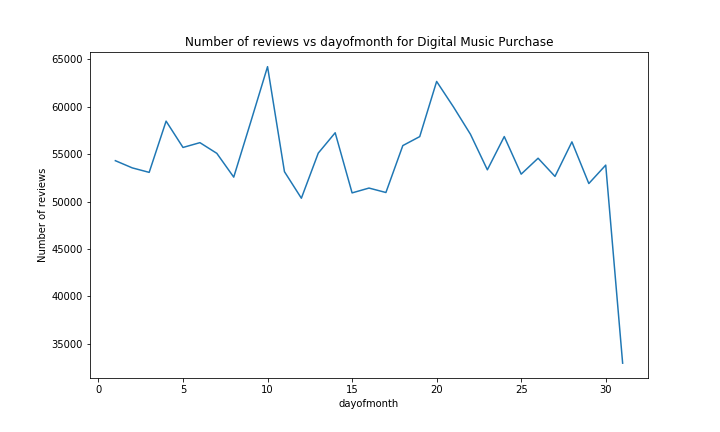 Number of reviews vs dayofmonth for Digital Music Purchase
65000
60000
55000
50000
45000
40000
35000
Number of reviews
0 5 10 15 20 25 30
dayofmonth